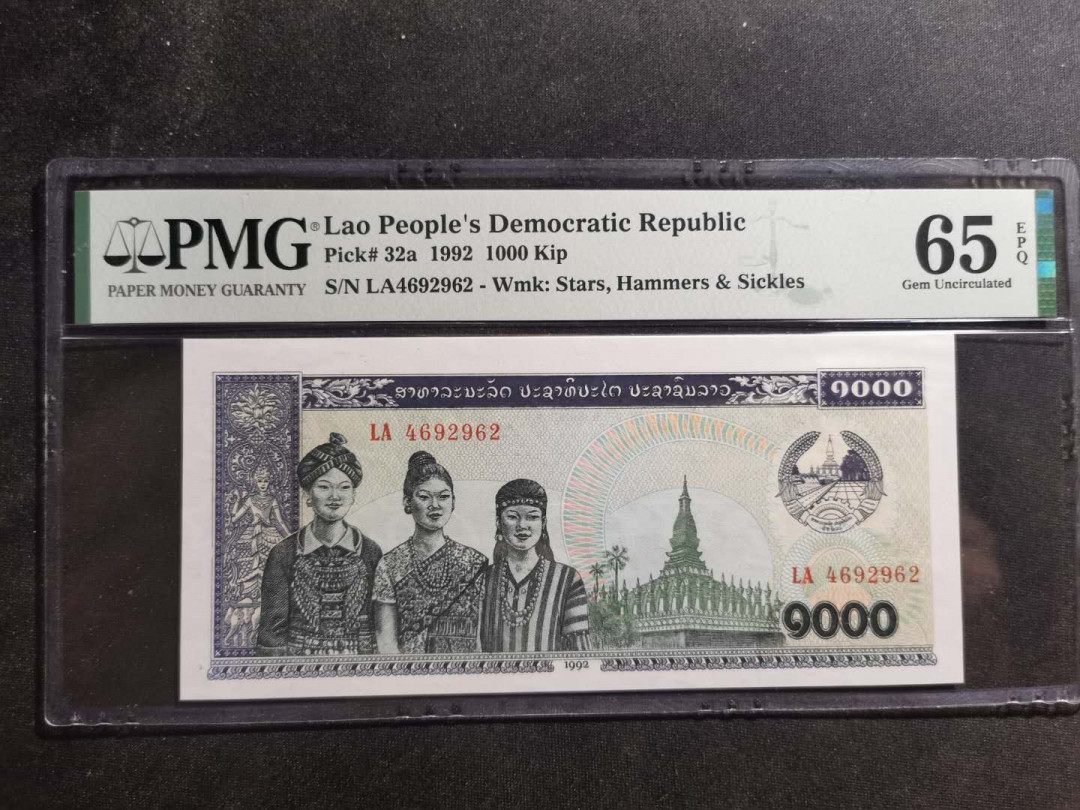 PMG®
PAPER MONEY GUARANTY
Lao People's Democratic Republic
Pick# 32a 1992 1000 Kip
S/N LA4692962 - Wmk: Stars, Hammers & Sickles
65
EPQ
Gem Uncirculated
ສາທາລະນະລັດ ປະຊາທິປະໄຕ ປະຊາຊົນລາວ
໑໐໐໐
LA 4692962
LA 4692962
໑໐໐໐
1992